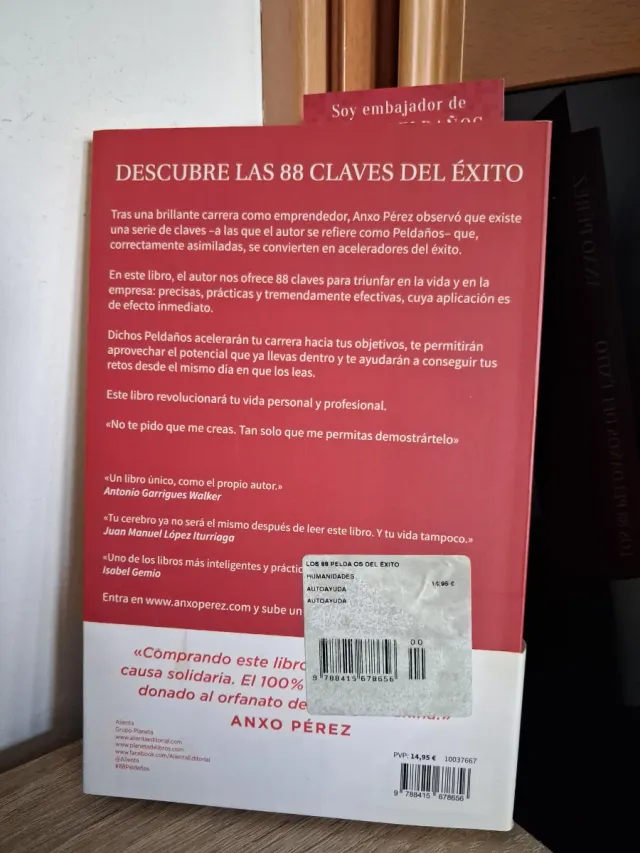 Soy embajador de
DESCUBRE LAS 88 CLAVES DEL ÉXITO
Tras una brillante carrera como emprendedor, Anxo Pérez observó que existe
una serie de claves –a las que el autor se refiere como Peldaños– que,
correctamente asimiladas, se convierten en aceleradores del éxito.
En este libro, el autor nos ofrece 88 claves para triunfar en la vida y en la
empresa: precisas, prácticas y tremendamente efectivas, cuya aplicación es
de efecto inmediato.
Dichos Peldaños acelerarán tu carrera hacia tus objetivos, te permitirán
aprovechar el potencial que ya llevas dentro y te ayudarán a conseguir tus
retos desde el mismo día en que los leas.
Este libro revolucionará tu vida personal y profesional.
«No te pido que me creas. Tan solo que me permitas demostrártelo»
«Un libro único, como el propio autor.»
Antonio Garrigues Walker
«Tu cerebro ya no será el mismo después de leer este libro. Y tu vida tampoco.»
Juan Manuel López Iturriaga
«Uno de los libros más inteligentes y práctic
Isabel Gemio
Entra en www.anxoperez.com y sube un
LOS 88 PELDA OS DEL ÉXITO
HUMANIDADES
14,95 €
AUTOAYUDA
AUTOAYUDA
00
9 788415 678656
«Comprando este libro
causa solidaria. El 100%
donado al orfanato de
ANXO PÉREZ
Alienta
Grupo Planeta
www.alientaeditorial.com
www.planetadelibros.com
www.facebook.com/AlientaEditorial
@Alienta
#88Peldaños
PVP: 14,95 € 10037667
9 788415 678656